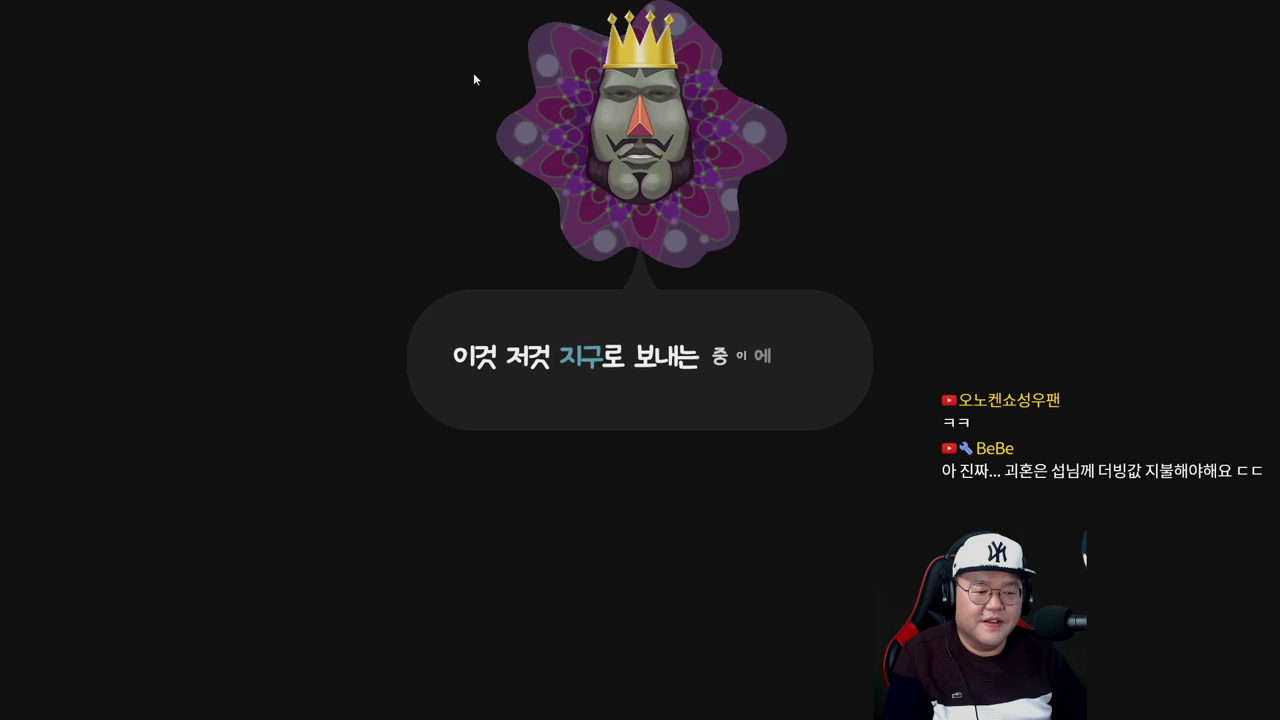 이것 저것 지구로 보내는 중 이 에
오노켄쇼성우팬
ㅋㅋ
BeBe
아 진짜... 괴혼은 섭님께 더빙값 지불해야해요 ㄷㄷ